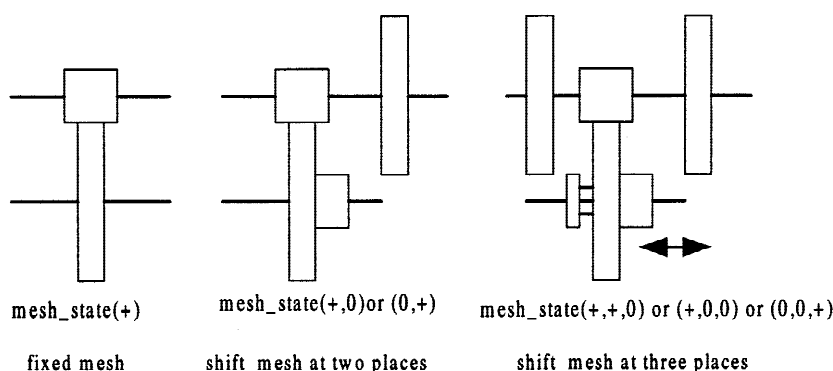 mesh_state(+)
mesh_state(+,0)or (0,+)
mesh_state(+,+,0) or (+,0,0) or (0,0,+)
fixed mesh
shift mesh at two places
shift mesh at three places